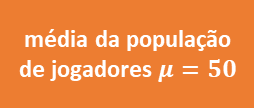 média da população
de jogadores μ = 50